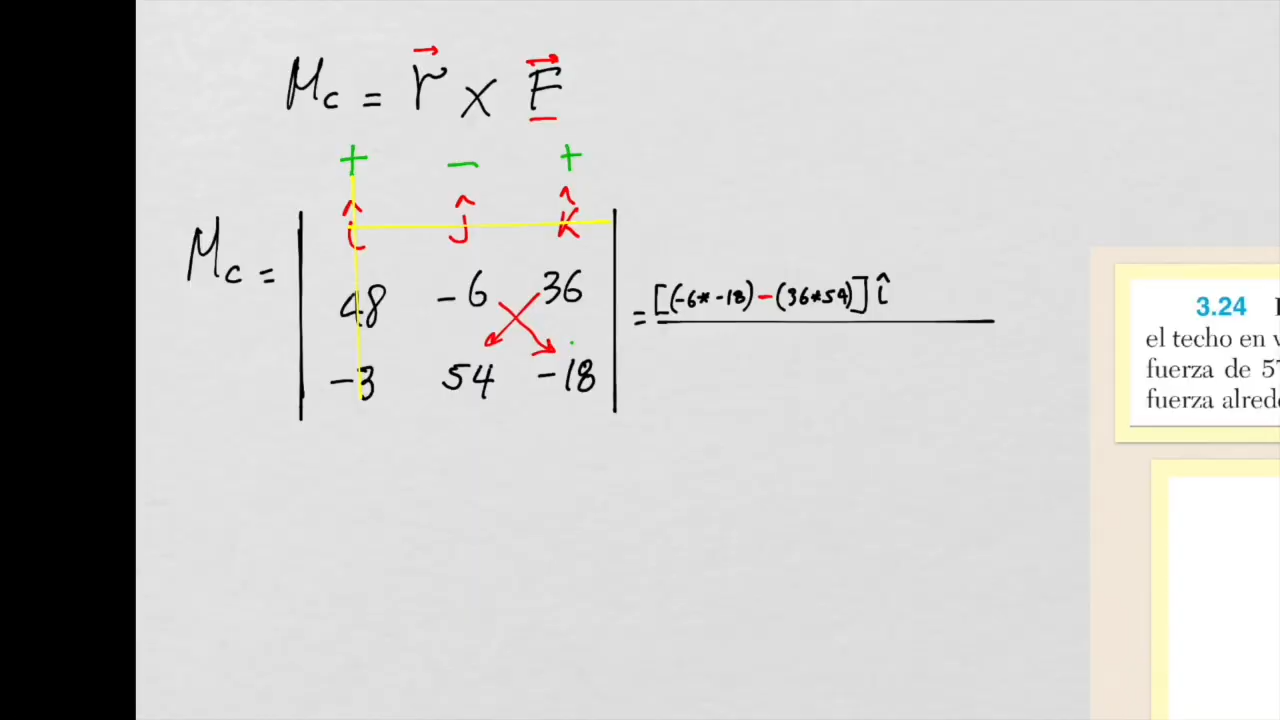 Mc = r⃗ x F⃗
+ - +
î ĵ k̂
Mc = | 48 -6 36 | = [(-6*-18)-(36*54)] î
-3 54 -18
3.24
el techo en v
fuerza de 57
fuerza alrede